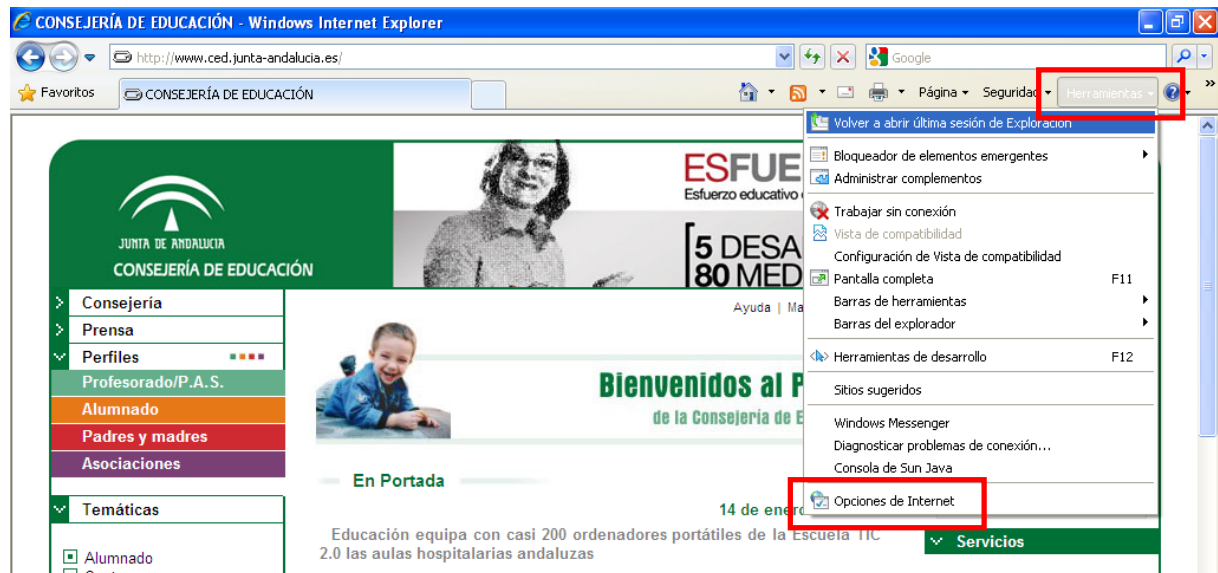 CONSEJERÍA DE EDUCACIÓN - Windows Internet Explorer
http://www.ced.junta-andalucia.es/
Google
Favoritos
CONSEJERÍA DE EDUCACIÓN
Página
Seguridad
Herramientas
Volver a abrir última sesión de Exploración
Bloqueador de elementos emergentes
Administrar complementos
Trabajar sin conexión
Vista de compatibilidad
Configuración de Vista de compatibilidad
Pantalla completa F11
Barras de herramientas
Barras del explorador
Herramientas de desarrollo F12
Sitios sugeridos
Windows Messenger
Diagnosticar problemas de conexión...
Consola de Sun Java
Opciones de Internet
JUNTA DE ANDALUCIA
CONSEJERÍA DE EDUCACIÓN
ESFUE
Esfuerzo educativo
5 DESA
80 MED
Consejería
Prensa
Perfiles
Profesorado/P.A.S.
Alumnado
Padres y madres
Asociaciones
Temáticas
Alumnado
Ayuda | Ma
Bienvenidos al P
de la Consejería de E
En Portada
14 de enero
Educación equipa con casi 200 ordenadores portátiles de la Escuela TIC
2.0 las aulas hospitalarias andaluzas
Servicios